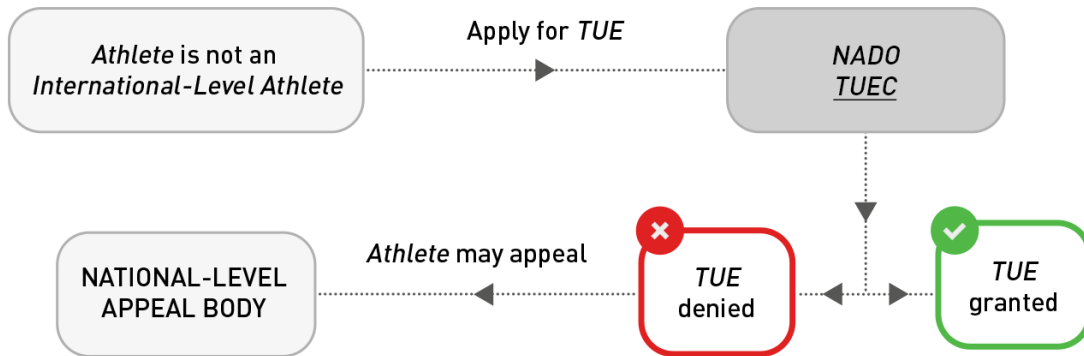 Athlete is not an
International-Level Athlete
Apply for TUE
NADO
TUEC
NATIONAL-LEVEL
APPEAL BODY
Athlete may appeal
TUE
denied
TUE
granted